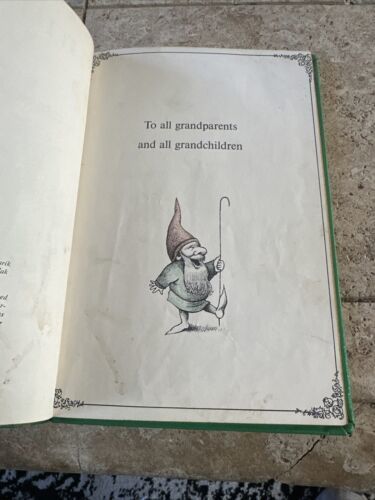 To all grandparents
and all grandchildren